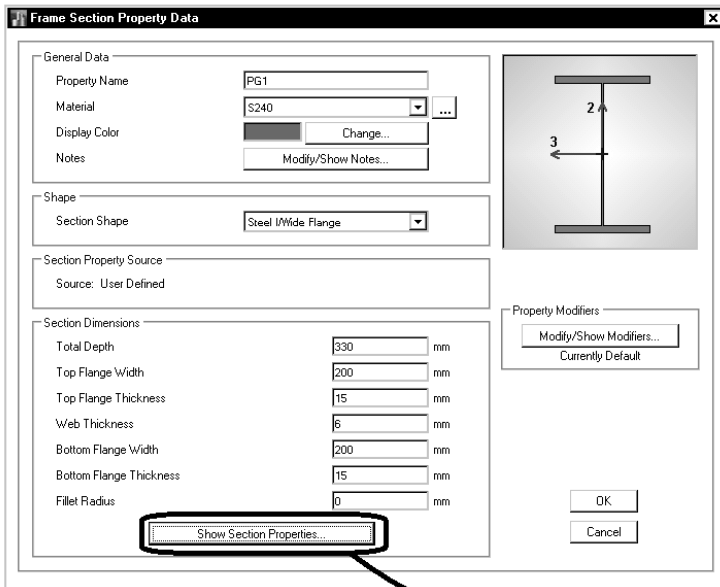 Frame Section Property Data
General Data
Property Name PG1
Material S240 ...
Display Color Change...
Notes Modify/Show Notes...
Shape
Section Shape Steel I/Wide Flange
Section Property Source
Source: User Defined
Section Dimensions
Total Depth 330 mm
Top Flange Width 200 mm
Top Flange Thickness 15 mm
Web Thickness 6 mm
Bottom Flange Width 200 mm
Bottom Flange Thickness 15 mm
Fillet Radius 0 mm
Show Section Properties...
2
3
Property Modifiers
Modify/Show Modifiers...
Currently Default
OK
Cancel